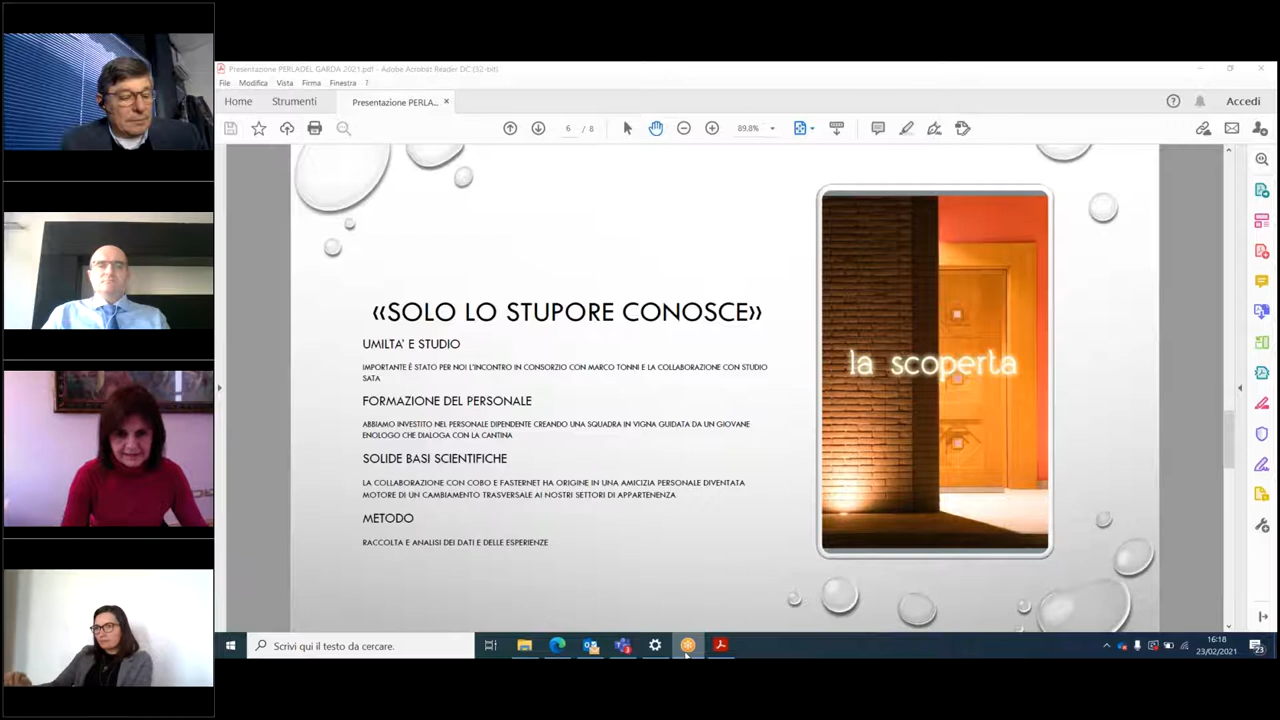 Presentazione PERLADEL GARDA 2021.pdf - Adobe Acrobat Reader DC (32-bit)
File Modifica Vista Firma Finestra ?
Home Strumenti Presentazione PERLA... × Accedi
6 / 8 89.8%
«SOLO LO STUPORE CONOSCE»
UMILTA' E STUDIO
IMPORTANTE È STATO PER NOI L'INCONTRO IN CONSORZIO CON MARCO TONNI E LA COLLABORAZIONE CON STUDIO
SATA
FORMAZIONE DEL PERSONALE
ABBIAMO INVESTITO NEL PERSONALE DIPENDENTE CREANDO UNA SQUADRA IN VIGNA GUIDATA DA UN GIOVANE
ENOLOGO CHE DIALOGA CON LA CANTINA
SOLIDE BASI SCIENTIFICHE
LA COLLABORAZIONE CON COBO E FASTERNET HA ORIGINE IN UNA AMICIZIA PERSONALE DIVENTATA
MOTORE DI UN CAMBIAMENTO TRASVERSALE AI NOSTRI SETTORI DI APPARTENENZA
METODO
RACCOLTA E ANALISI DEI DATI E DELLE ESPERIENZE
la scoperta
Scrivi qui il testo da cercare.
16:18
23/02/2021
23